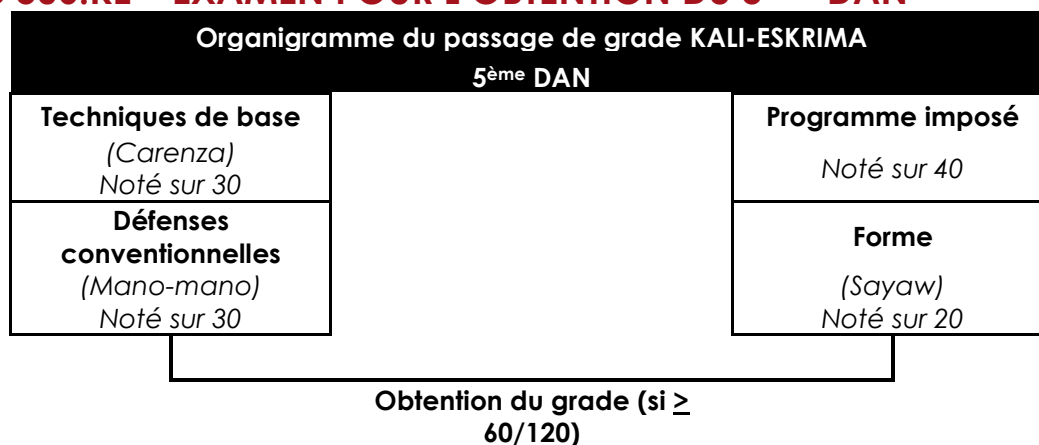 Organigramme du passage de grade KALI-ESKRIMA
5ème DAN
Techniques de base
(Carenza)
Noté sur 30
Défenses
conventionnelles
(Mano-mano)
Noté sur 30
Programme imposé
Noté sur 40
Forme
(Sayaw)
Noté sur 20
Obtention du grade (si ≥
60/120)